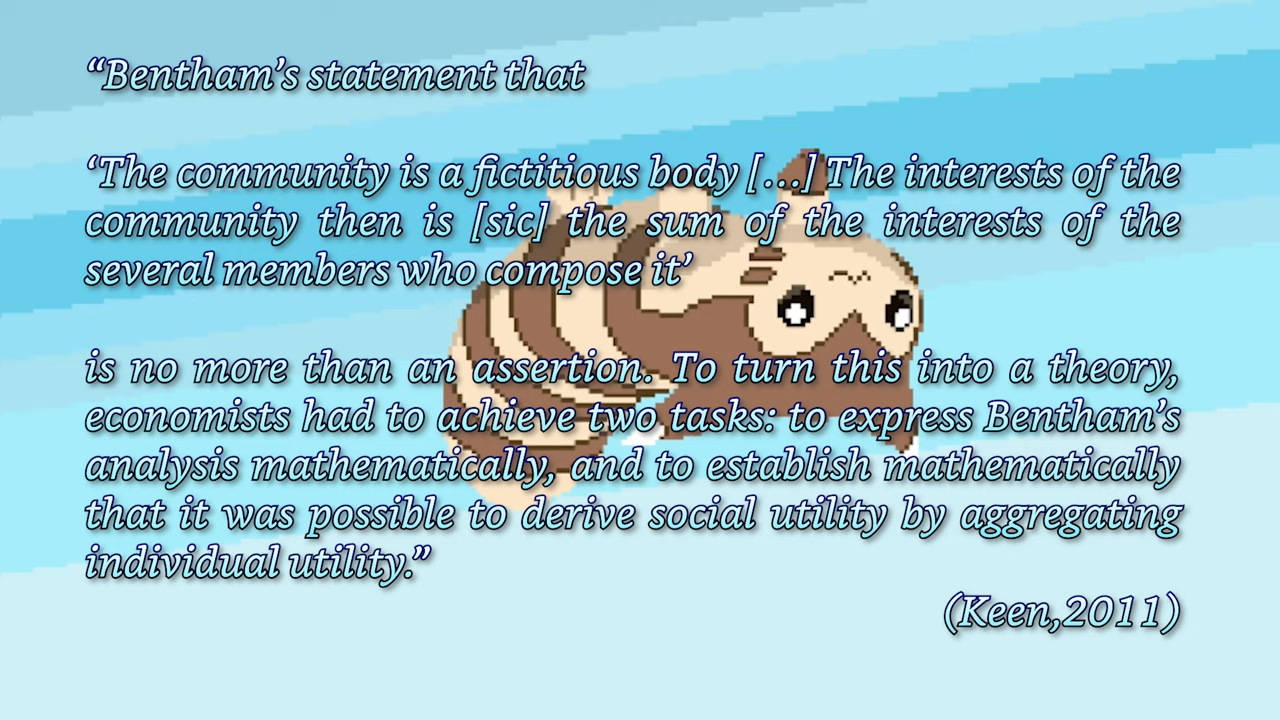 “Bentham’s statement that
‘The community is a fictitious body [...] The interests of the
community then is [sic] the sum of the interests of the
several members who compose it’
is no more than an assertion. To turn this into a theory,
economists had to achieve two tasks: to express Bentham’s
analysis mathematically, and to establish mathematically
that it was possible to derive social utility by aggregating
individual utility.”
(Keen,2011)